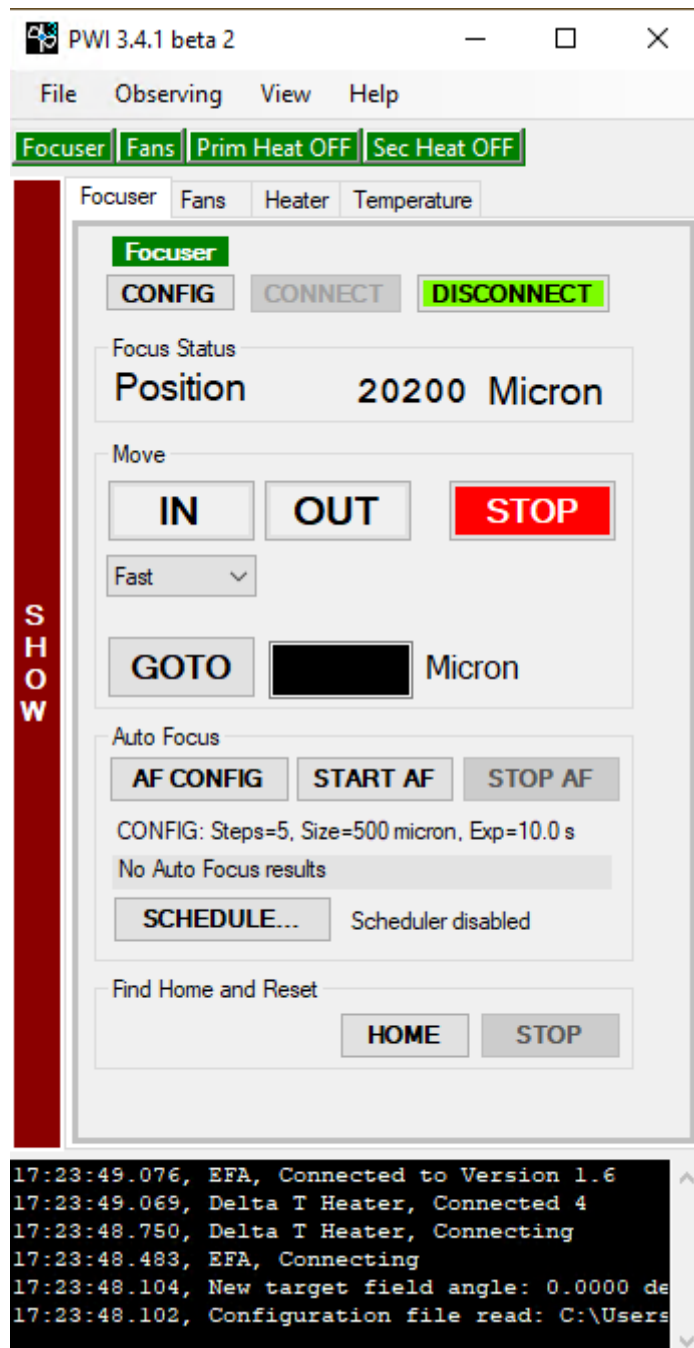 PWI 3.4.1 beta 2
File Observing View Help
Focuser Fans Prim Heat OFF Sec Heat OFF
SHOW
Focuser Fans Heater Temperature
Focuser
CONFIG CONNECT DISCONNECT
Focus Status
Position 20200 Micron
Move
IN OUT STOP
Fast
GOTO Micron
Auto Focus
AF CONFIG START AF STOP AF
CONFIG: Steps=5, Size=500 micron, Exp=10.0 s
No Auto Focus results
SCHEDULE... Scheduler disabled
Find Home and Reset
HOME STOP
17:23:49.076, EFA, Connected to Version 1.6
17:23:49.069, Delta T Heater, Connected 4
17:23:48.750, Delta T Heater, Connecting
17:23:48.483, EFA, Connecting
17:23:48.104, New target field angle: 0.0000 de
17:23:48.102, Configuration file read: C:\Users